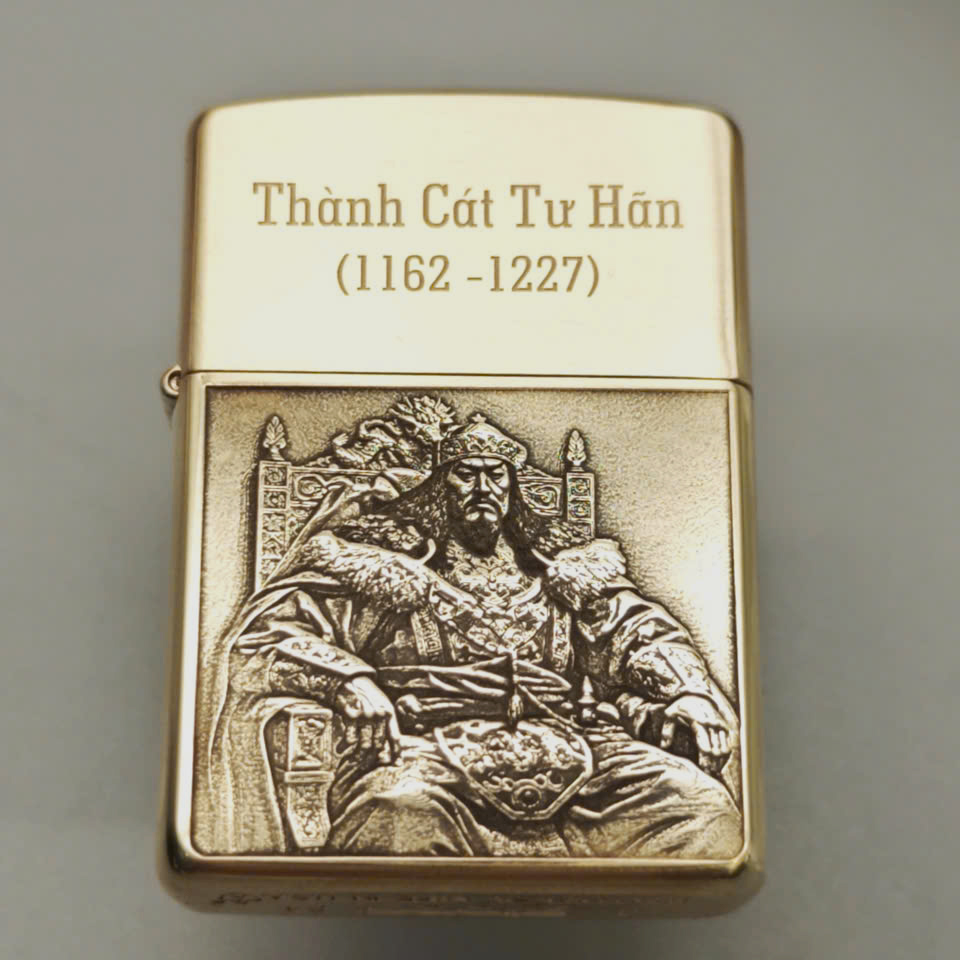 Thành Cát Tư Hãn
(1162 -1227)